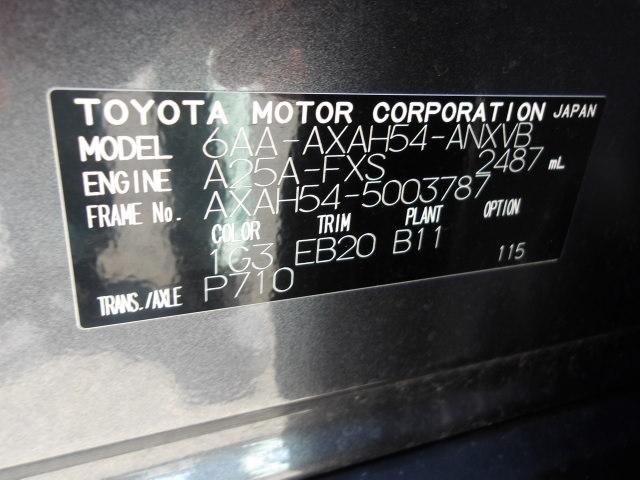 TOYOTA MOTOR CORPORATION JAPAN
MODEL 6AA-AXAH54-ANXVB
ENGINE A25A-FXS 2487 mL
FRAME No. AXAH54-5003787
COLOR TRIM PLANT OPTION
1G3 EB20 B11 115
TRANS./AXLE P710